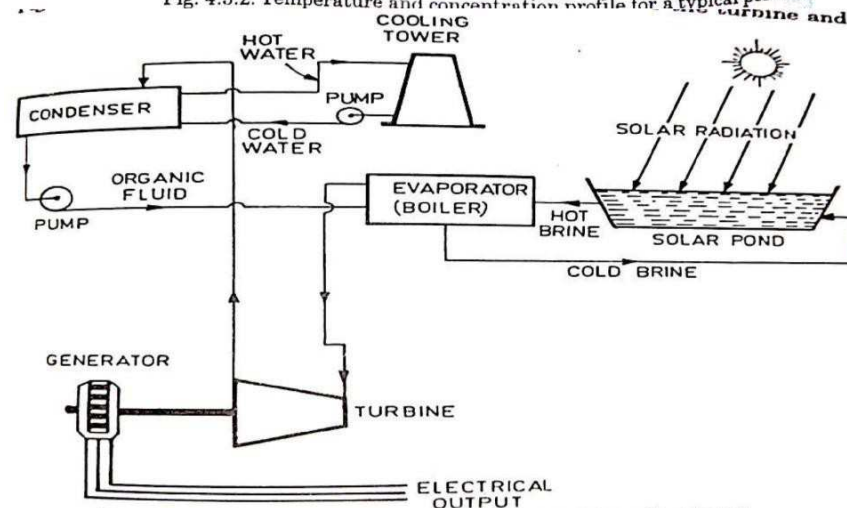 Fig. 4.3.2. Temperature and concentration profile for a typical
turbine and
COOLING
TOWER
HOT
WATER
CONDENSER
PUMP
COLD
WATER
SOLAR RADIATION
ORGANIC
FLUID
PUMP
EVAPORATOR
(BOILER)
HOT
BRINE
SOLAR POND
COLD BRINE
GENERATOR
TURBINE
ELECTRICAL
OUTPUT